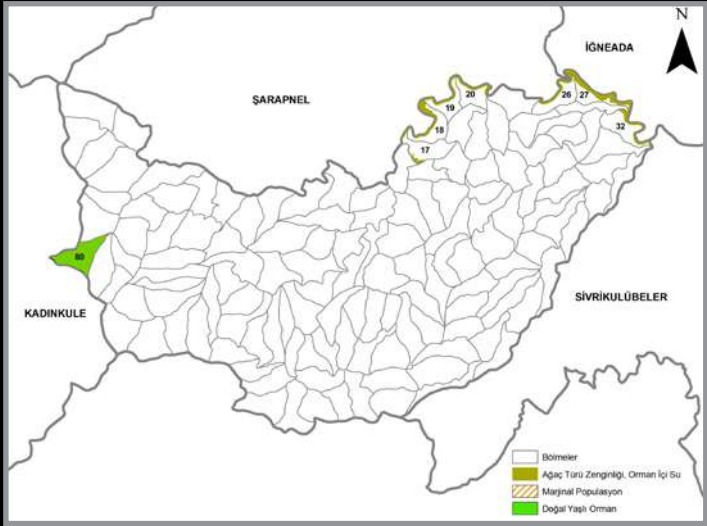 N
İĞNEADA
ŞARAPNEL
20
26 27
19
18
32
17
80
SİVRİKULÜBELER
KADINKULE
Bölmeler
Ağaç Türü Zenginliği, Orman İçi Su
Marjinal Populasyon
Doğal Yaşlı Orman